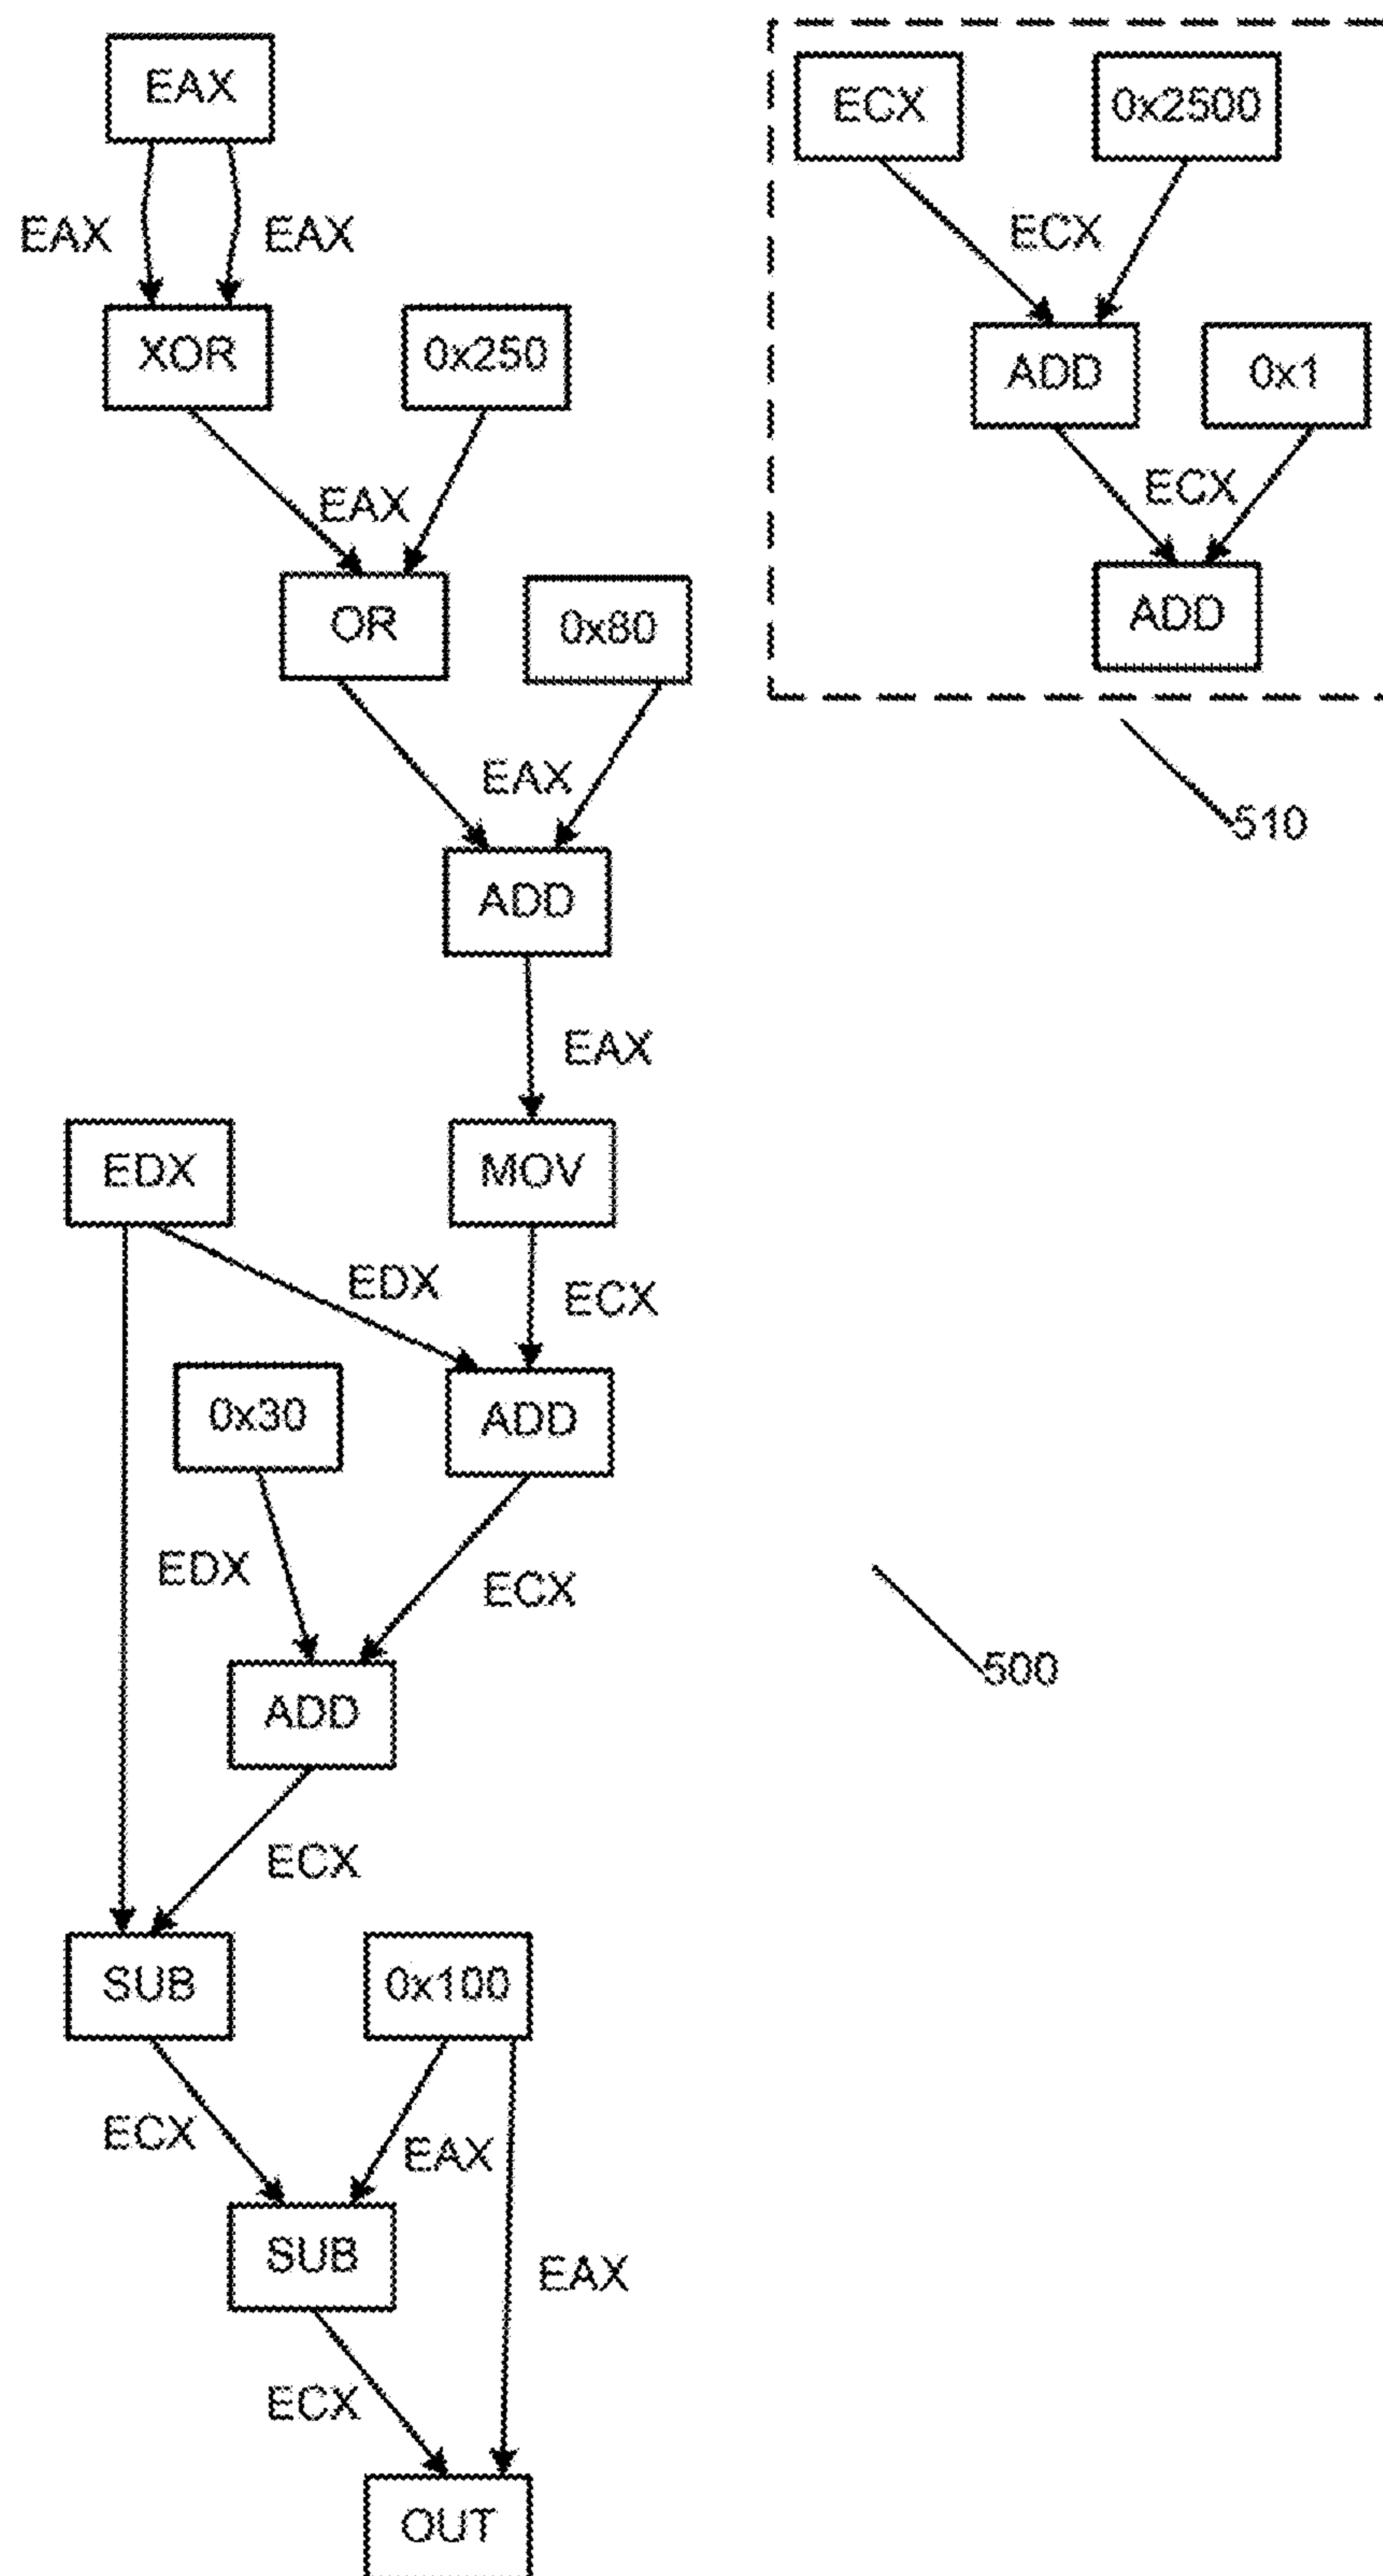 EAX
ECX
0x2500
EAX
EAX
ECX
XOR
0x250
ADD
0x1
EAX
ECX
OR
0x80
ADD
EAX
510
ADD
EAX
EDX
MOV
EDX
ECX
0x30
ADD
EDX
ECX
500
ADD
ECX
SUB
0x100
ECX
EAX
SUB
EAX
ECX
OUT